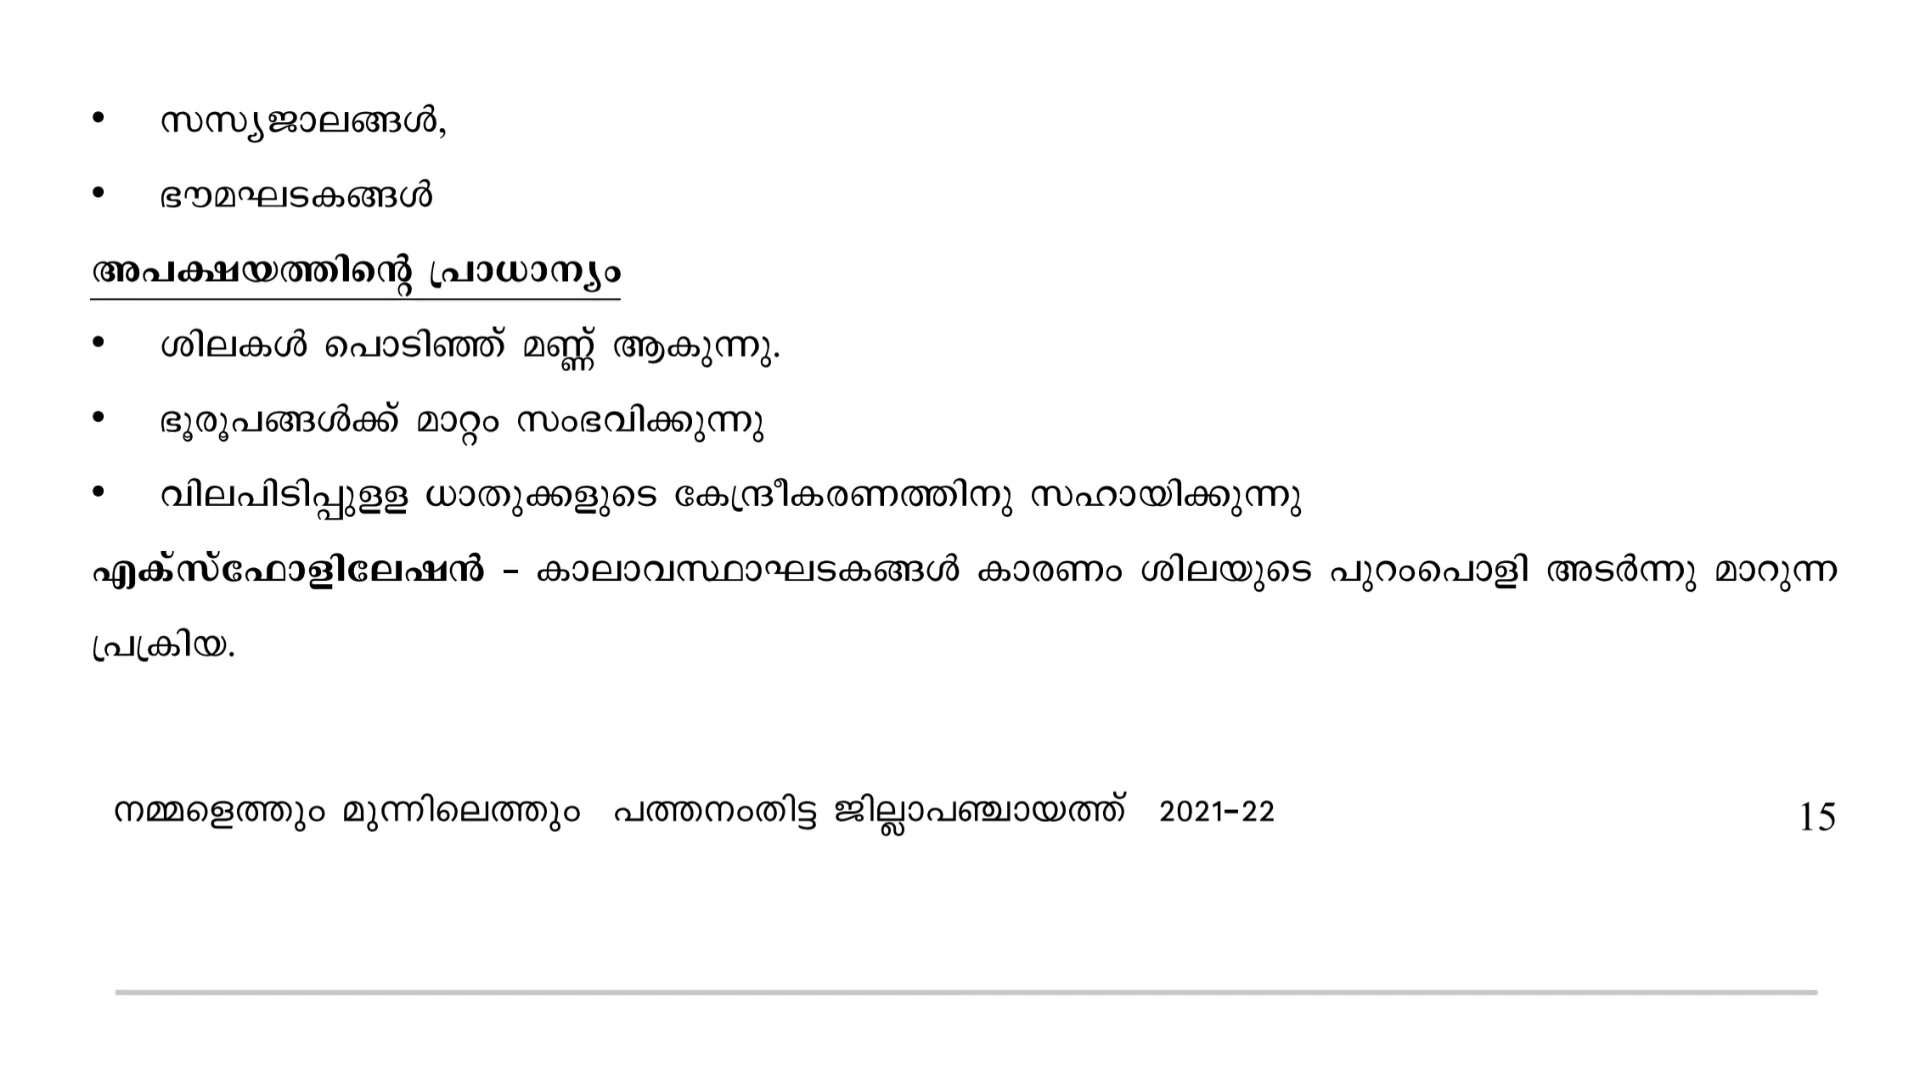 • സസ്യജാലങ്ങൾ,
• ഭൗമഘടകങ്ങൾ
അപക്ഷയത്തിന്റെ പ്രാധാന്യം
• ശിലകൾ പൊടിഞ്ഞ് മണ്ണ് ആകുന്നു.
• ഭൂരൂപങ്ങൾക്ക് മാറ്റം സംഭവിക്കുന്നു
• വിലപിടിപ്പുളള ധാതുക്കളുടെ കേന്ദ്രീകരണത്തിനു സഹായിക്കുന്നു
എക്സ്ഫോളിലേഷൻ – കാലാവസ്ഥാഘടകങ്ങൾ കാരണം ശിലയുടെ പുറംപൊളി അടർന്നു മാറുന്ന
പ്രക്രിയ.
നമ്മളെത്തും മുന്നിലെത്തും പത്തനംതിട്ട ജില്ലാപഞ്ചായത്ത് 2021-22 15